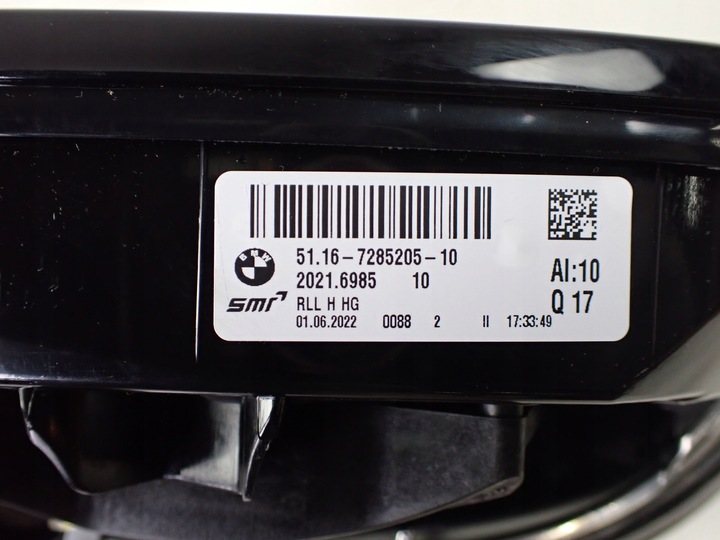 BMW
smr
51.16-7285205-10
2021.6985 10
RLL H HG
01.06.2022 0088 2 II 17:33:49
AI:10
Q 17